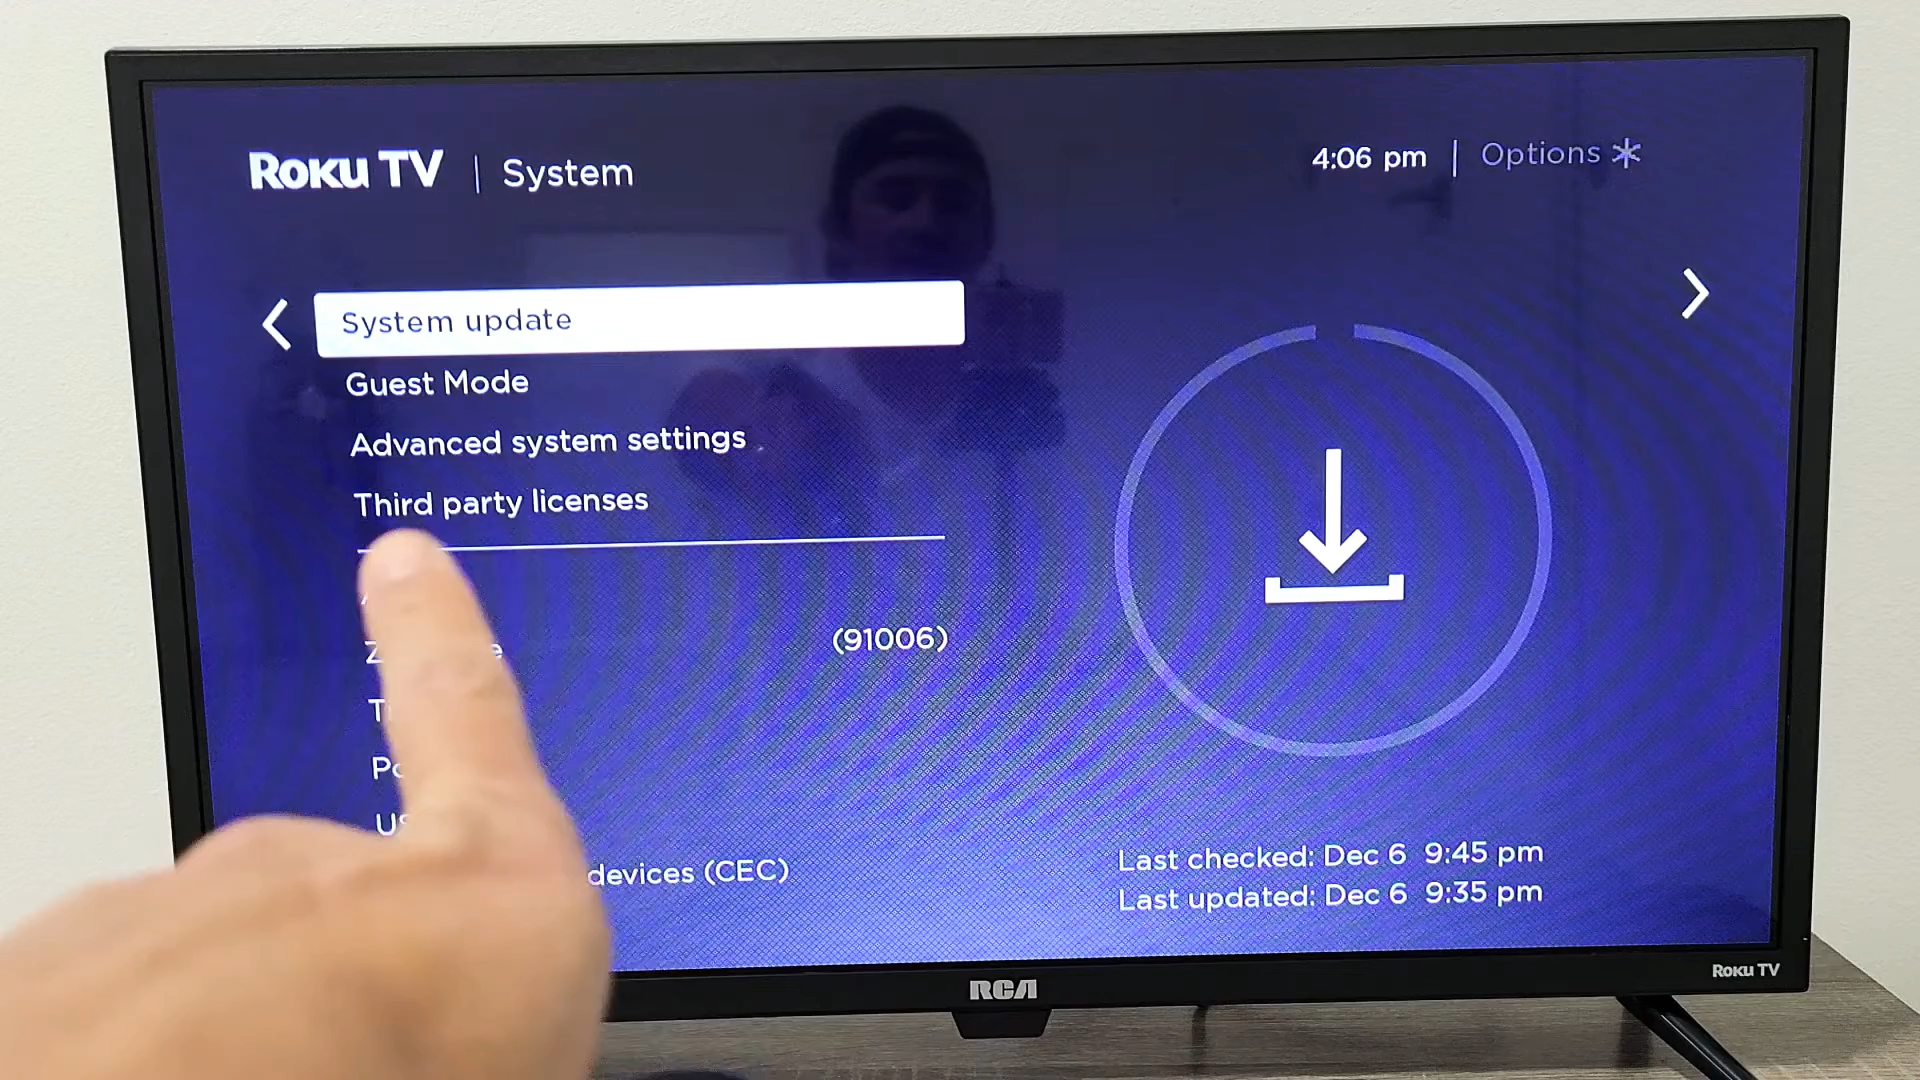 Roku TV | System
4:06 pm | Options
System update
Guest Mode
Advanced system settings
Third party licenses
(91006)
devices (CEC)
Last checked: Dec 6 9:45 pm
Last updated: Dec 6 9:35 pm
RCA
Roku TV